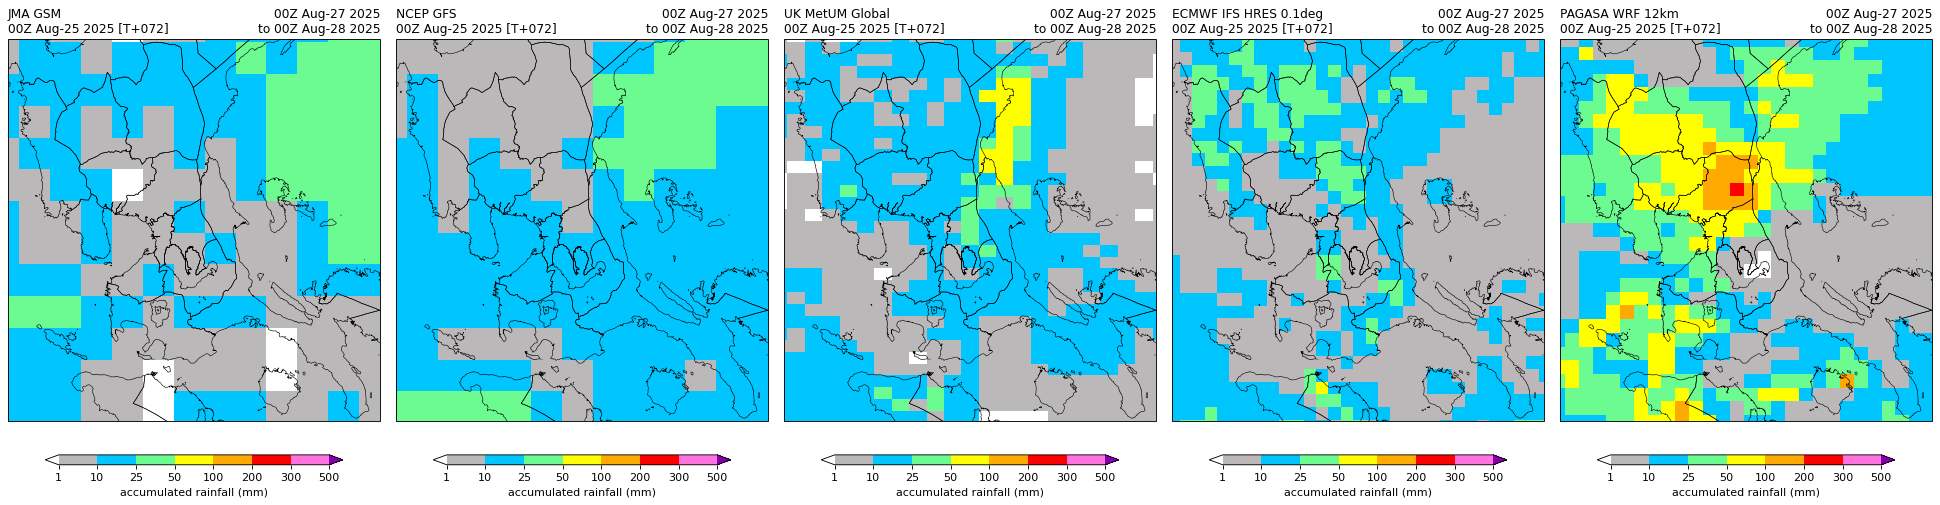 JMA GSM 00Z Aug-27 2025
00Z Aug-25 2025 [T+072] to 00Z Aug-28 2025
1 10 25 50 100 200 300 500
accumulated rainfall (mm)
NCEP GFS 00Z Aug-27 2025
00Z Aug-25 2025 [T+072] to 00Z Aug-28 2025
1 10 25 50 100 200 300 500
accumulated rainfall (mm)
UK MetUM Global 00Z Aug-27 2025
00Z Aug-25 2025 [T+072] to 00Z Aug-28 2025
1 10 25 50 100 200 300 500
accumulated rainfall (mm)
ECMWF IFS HRES 0.1deg 00Z Aug-27 2025
00Z Aug-25 2025 [T+072] to 00Z Aug-28 2025
1 10 25 50 100 200 300 500
accumulated rainfall (mm)
PAGASA WRF 12km 00Z Aug-27 2025
00Z Aug-25 2025 [T+072] to 00Z Aug-28 2025
1 10 25 50 100 200 300 500
accumulated rainfall (mm)